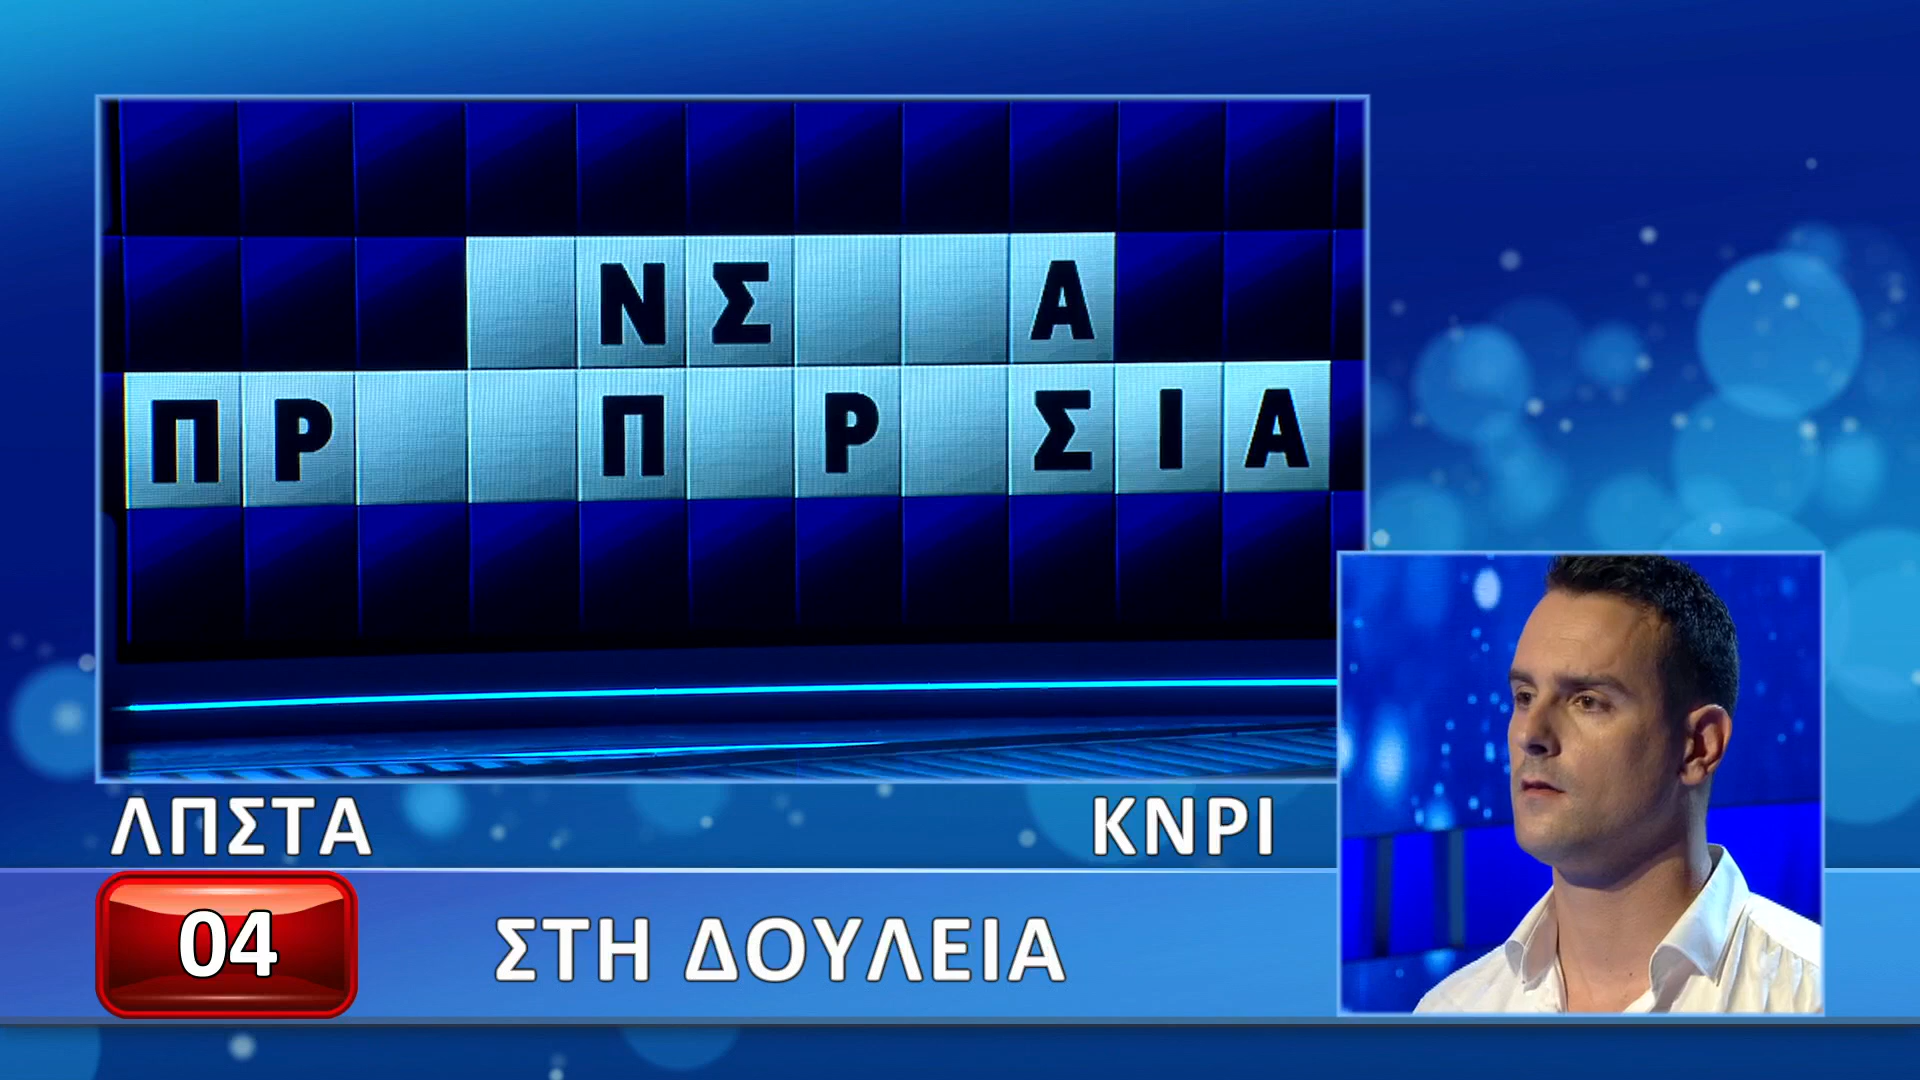 ΝΣ Α
ΠΡ Π Ρ ΣΙΑ
ΛΠΣΤΑ ΚΝΡΙ
04 ΣΤΗ ΔΟΥΛΕΙΑ